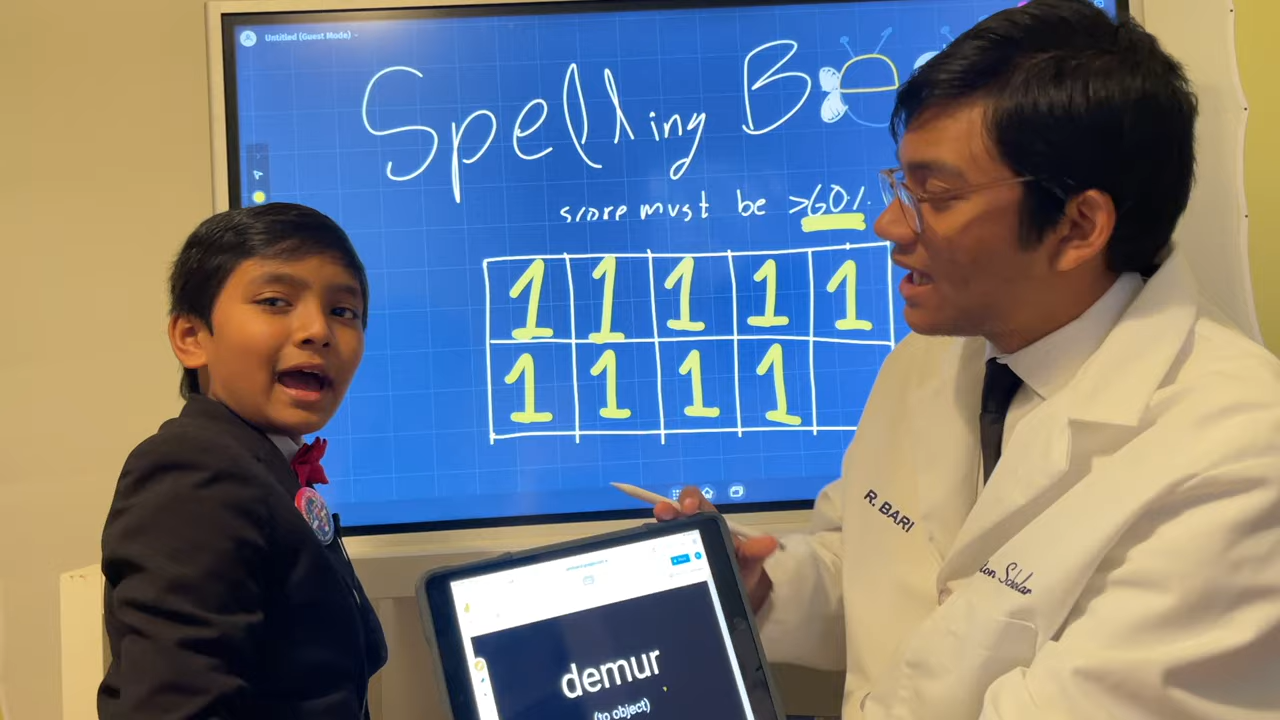 Untitled (Guest Mode)
Spelling Bee
score must be >60%
1 1 1 1 1
1 1 1 1
R. BARI
Scholar
demur
(to object)